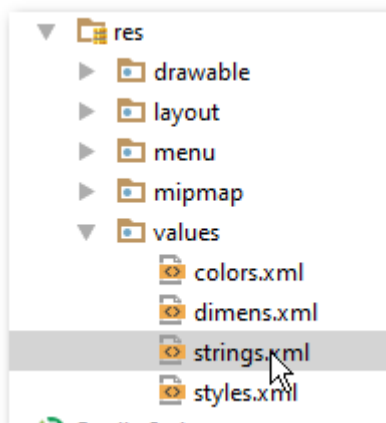 res
drawable
layout
menu
mipmap
values
colors.xml
dimens.xml
strings.xml
styles.xml